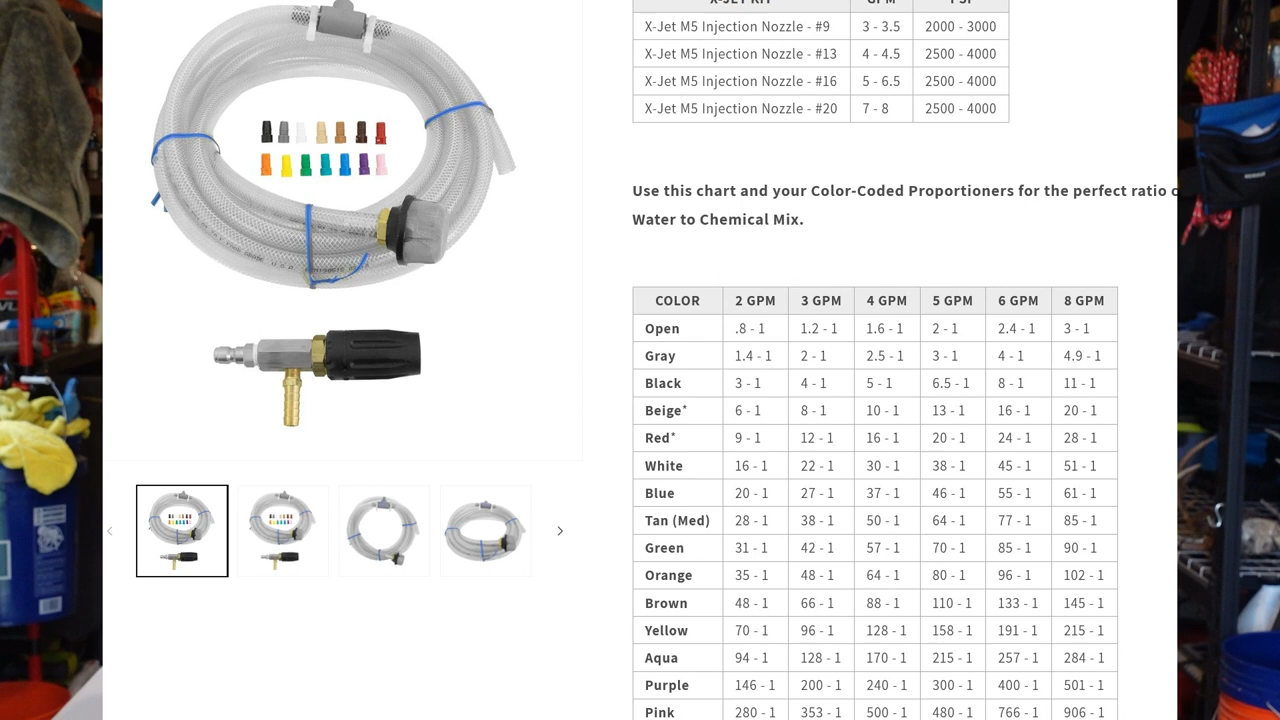 X-JET KIT GPM PSI
X-Jet M5 Injection Nozzle - #9 3 - 3.5 2000 - 3000
X-Jet M5 Injection Nozzle - #13 4 - 4.5 2500 - 4000
X-Jet M5 Injection Nozzle - #16 5 - 6.5 2500 - 4000
X-Jet M5 Injection Nozzle - #20 7 - 8 2500 - 4000
Use this chart and your Color-Coded Proportioners for the perfect ratio
Water to Chemical Mix.
COLOR 2 GPM 3 GPM 4 GPM 5 GPM 6 GPM 8 GPM
Open .8 - 1 1.2 - 1 1.6 - 1 2 - 1 2.4 - 1 3 - 1
Gray 1.4 - 1 2 - 1 2.5 - 1 3 - 1 4 - 1 4.9 - 1
Black 3 - 1 4 - 1 5 - 1 6.5 - 1 8 - 1 11 - 1
Beige* 6 - 1 8 - 1 10 - 1 13 - 1 16 - 1 20 - 1
Red* 9 - 1 12 - 1 16 - 1 20 - 1 24 - 1 28 - 1
White 16 - 1 22 - 1 30 - 1 38 - 1 45 - 1 51 - 1
Blue 20 - 1 27 - 1 37 - 1 46 - 1 55 - 1 61 - 1
Tan (Med) 28 - 1 38 - 1 50 - 1 64 - 1 77 - 1 85 - 1
Green 31 - 1 42 - 1 57 - 1 70 - 1 85 - 1 90 - 1
Orange 35 - 1 48 - 1 64 - 1 80 - 1 96 - 1 102 - 1
Brown 48 - 1 66 - 1 88 - 1 110 - 1 133 - 1 145 - 1
Yellow 70 - 1 96 - 1 128 - 1 158 - 1 191 - 1 215 - 1
Aqua 94 - 1 128 - 1 170 - 1 215 - 1 257 - 1 284 - 1
Purple 146 - 1 200 - 1 240 - 1 300 - 1 400 - 1 501 - 1
Pink 280 - 1 353 - 1 500 - 1 480 - 1 766 - 1 906 - 1